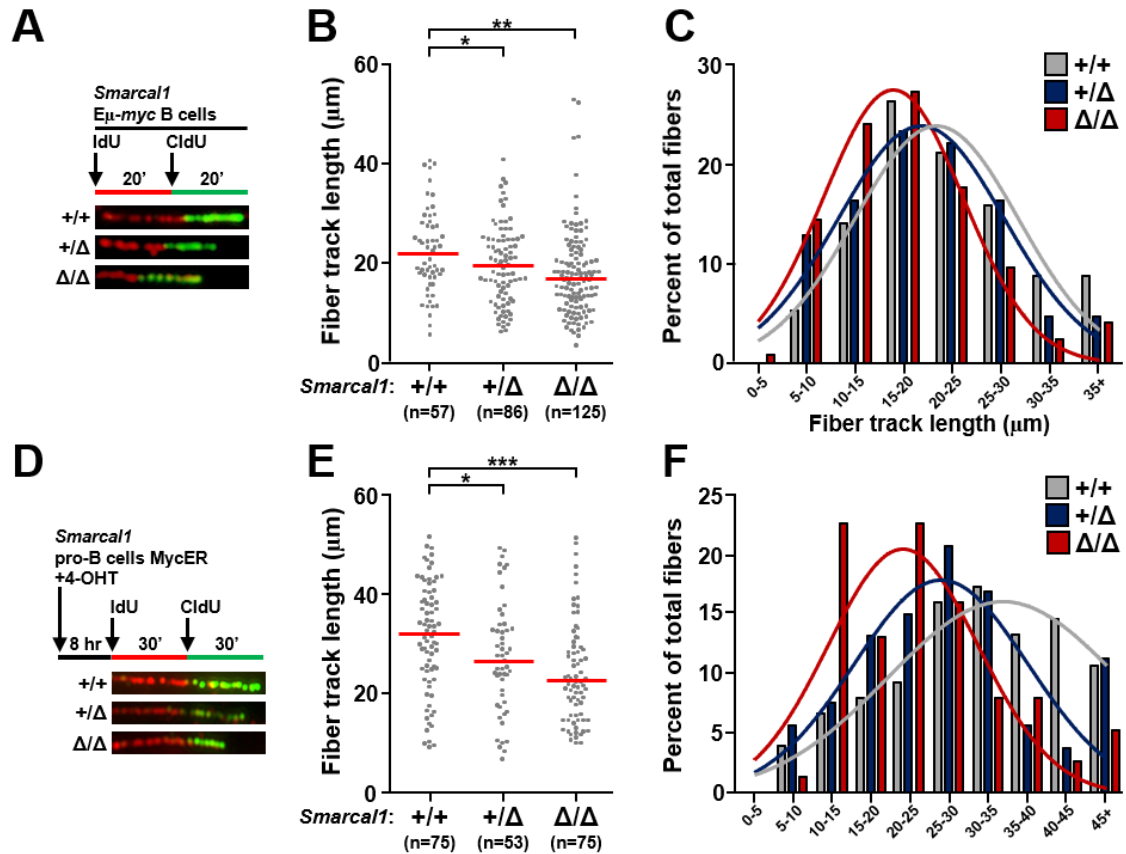 A
Smarcal1
Eμ-myc B cells
IdU CldU
20' 20'
+/+
+/Δ
Δ/Δ
B
**
*
Fiber track length (μm)
60
40
20
0
Smarcal1: +/+ +/Δ Δ/Δ
(n=57) (n=86) (n=125)
C
+/+
+/Δ
Δ/Δ
Percent of total fibers
30
20
10
0
0-5 5-10 10-15 15-20 20-25 25-30 30-35 35+
Fiber track length (μm)
D
Smarcal1
pro-B cells MycER
+4-OHT
IdU CldU
8 hr 30' 30'
+/+
+/Δ
Δ/Δ
E
***
*
Fiber track length (μm)
60
40
20
0
Smarcal1: +/+ +/Δ Δ/Δ
(n=75) (n=53) (n=75)
F
+/+
+/Δ
Δ/Δ
Percent of total fibers
25
20
15
10
5
0
0-5 5-10 10-15 15-20 20-25 25-30 30-35 35-40 40-45 45+